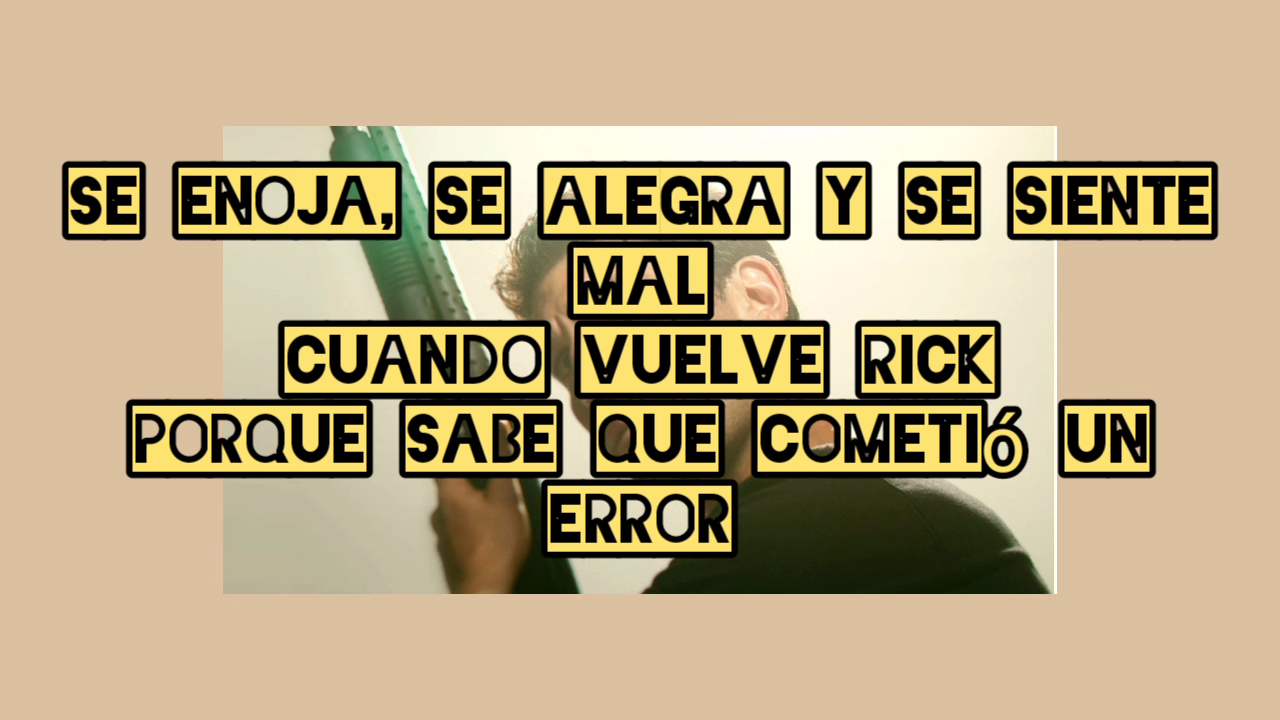 SE ENOJA, SE ALEGRA Y SE SIENTE
MAL
CUANDO VUELVE RICK
PORQUE SABE QUE COMETIó UN
ERROR